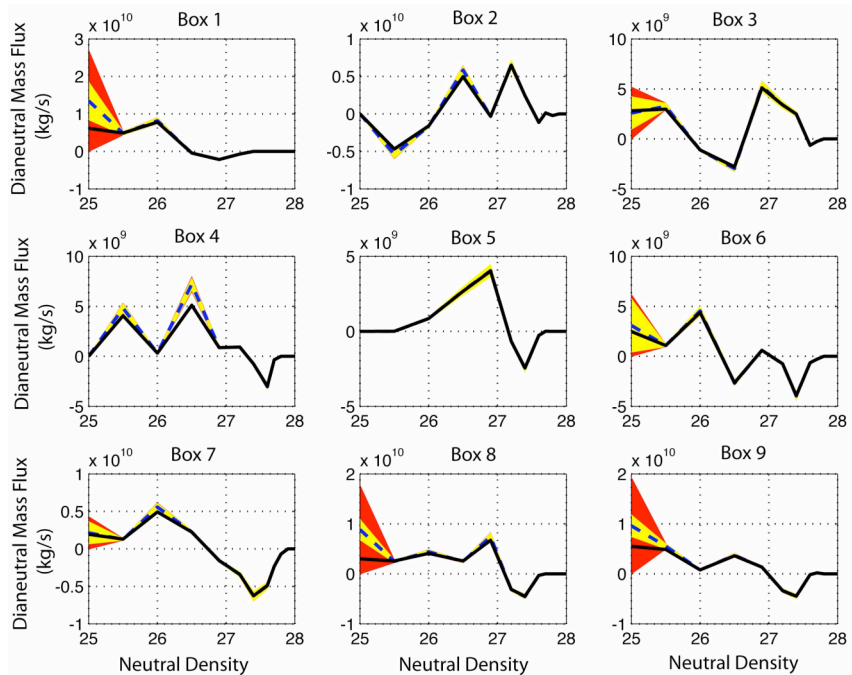 Box 1
x 10^10
3
2
1
0
1
25 26 27 28
Dianeutral Mass Flux
(kg/s)
Box 2
x 10^10
1
0.5
0
-0.5
1
25 26 27 28
Box 3
x 10^9
10
5
0
-5
25 26 27 28
Box 4
x 10^9
10
5
0
-5
25 26 27 28
Dianeutral Mass Flux
(kg/s)
Box 5
x 10^9
5
0
5
25 26 27 28
Box 6
x 10^9
10
5
0
-5
25 26 27 28
Box 7
x 10^10
1
0.5
0
-0.5
-1
25 26 27 28
Dianeutral Mass Flux
(kg/s)
Neutral Density
Box 8
x 10^10
2
1
0
-1
25 26 27 28
Neutral Density
Box 9
x 10^10
2
1
0
-1
25 26 27 28
Neutral Density